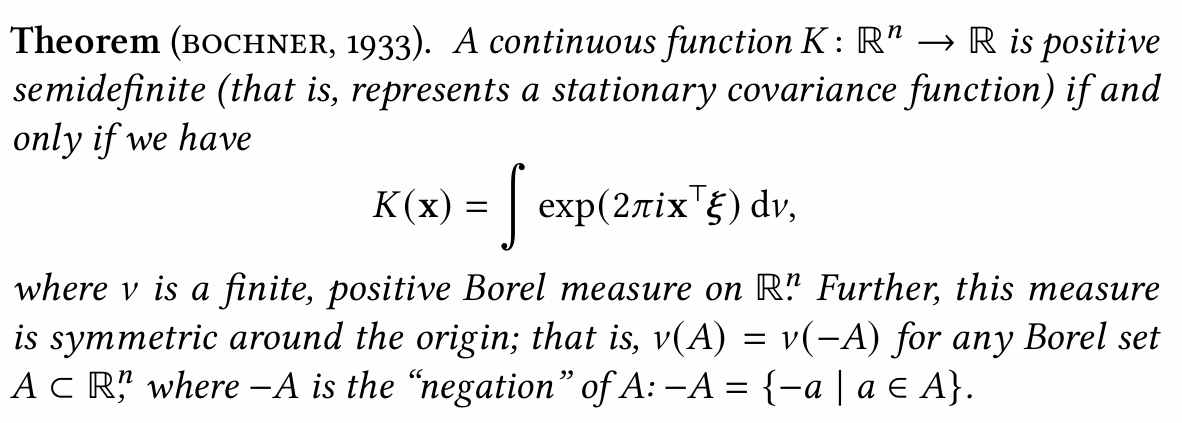 Theorem (BOCHNER, 1933). A continuous function K: ℝⁿ → ℝ is positive
semidefinite (that is, represents a stationary covariance function) if and
only if we have
K(𝐱) = ∫ exp(2πi𝐱⊤𝝃) dν,
where ν is a finite, positive Borel measure on ℝⁿ. Further, this measure
is symmetric around the origin; that is, ν(A) = ν(−A) for any Borel set
A ⊂ ℝⁿ, where −A is the “negation” of A: −A = {−a | a ∈ A}.